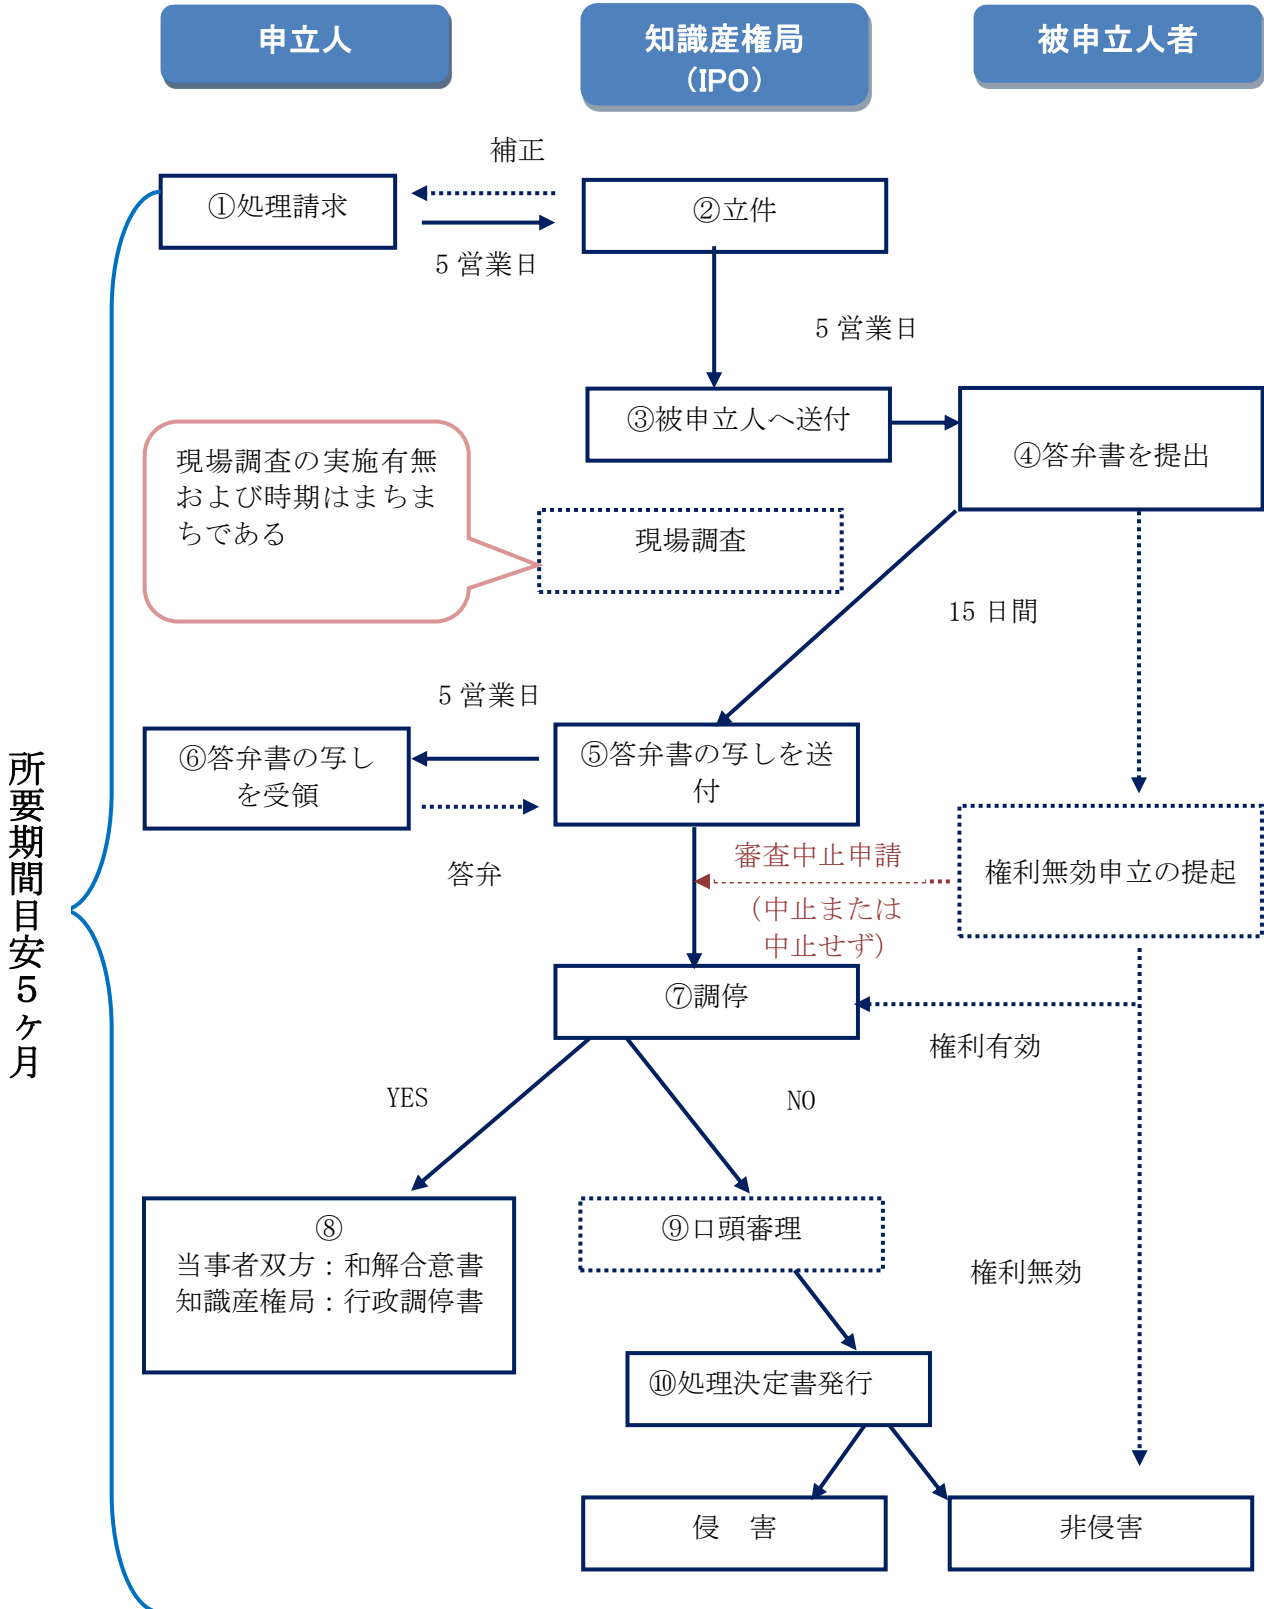 申立人
知識産権局
（IPO）
被申立人者
補正
①処理請求
②立件
5 営業日
5 営業日
③被申立人へ送付
④答弁書を提出
現場調査の実施有無
および時期はまちま
ちである
現場調査
15 日間
5 営業日
⑥答弁書の写し
を受領
⑤答弁書の写しを送
付
答弁
審査中止申請
（中止または
中止せず）
権利無効申立の提起
所要期間目安５ヶ月
⑦調停
権利有効
YES
NO
⑧
当事者双方：和解合意書
知識産権局：行政調停書
⑨口頭審理
権利無効
⑩処理決定書発行
侵　害
非侵害